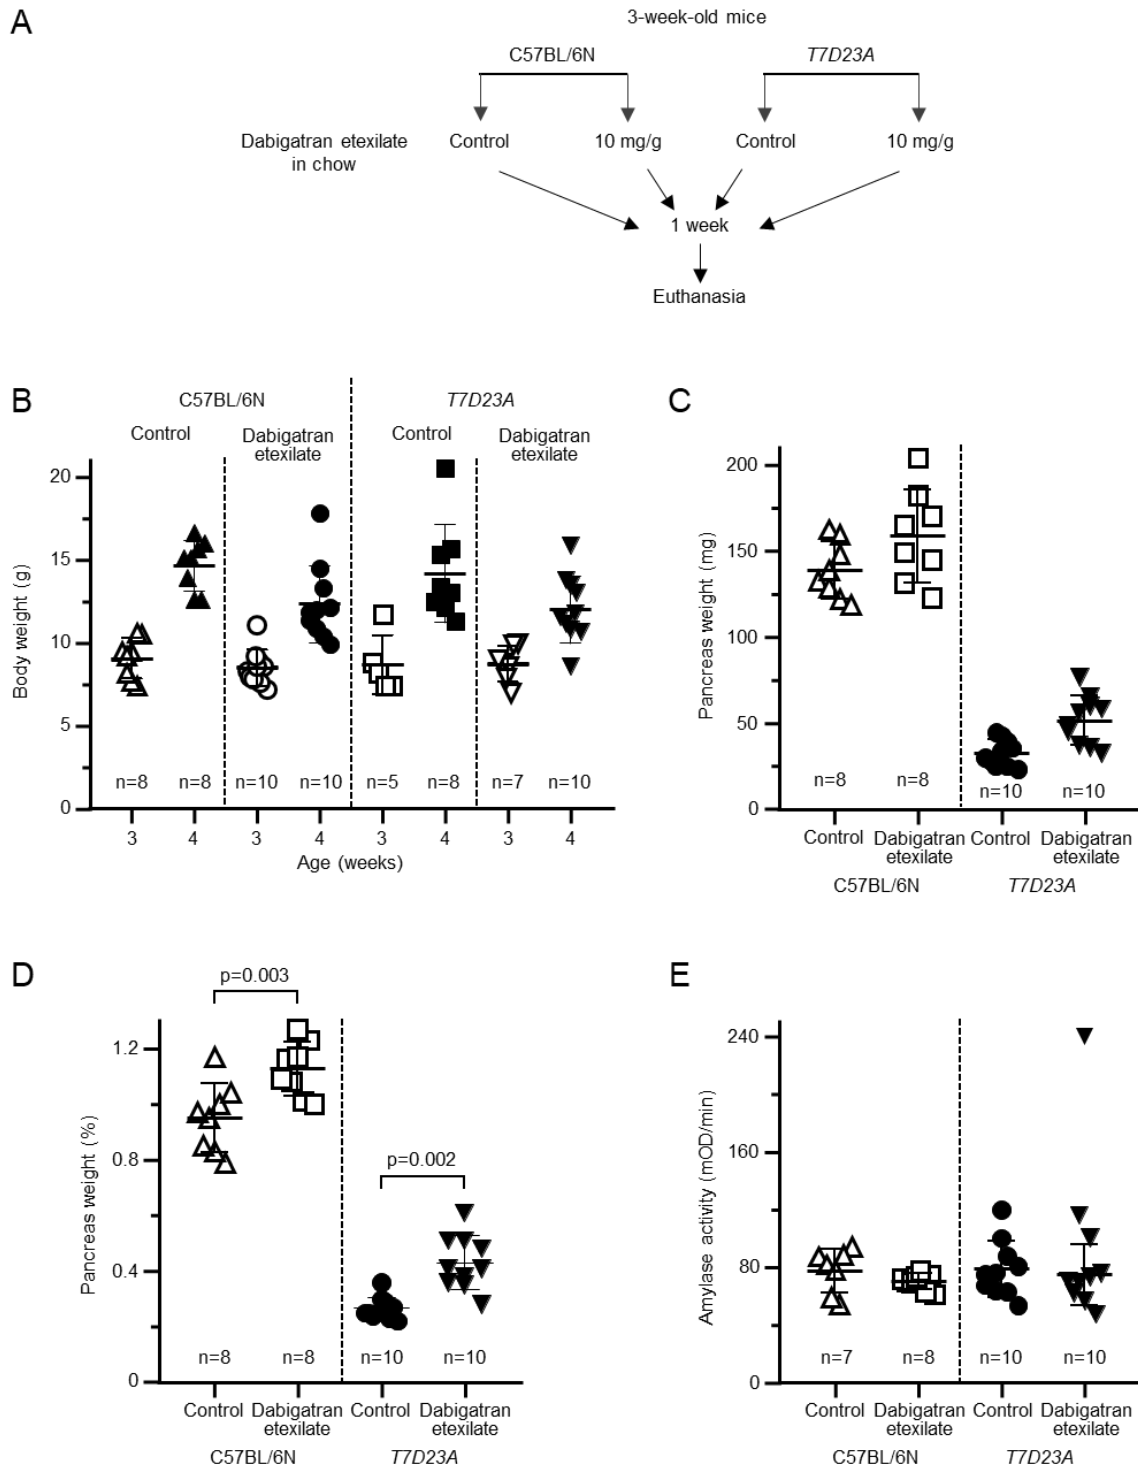 A
3-week-old mice
C57BL/6N T7D23A
Dabigatran etexilate
in chow
Control 10 mg/g Control 10 mg/g
1 week
Euthanasia
B
C57BL/6N T7D23A
Control Dabigatran
etexilate Control Dabigatran
etexilate
Body weight (g)
20
15
10
5
0
n=8 n=8 n=10 n=10 n=5 n=8 n=7 n=10
3 4 3 4 3 4 3 4
Age (weeks)
C
Pancreas weight (mg)
200
150
100
50
0
n=8 n=8 n=10 n=10
Control Dabigatran
etexilate Control Dabigatran
etexilate
C57BL/6N T7D23A
D
p=0.003
p=0.002
Pancreas weight (%)
1.2
0.8
0.4
0
n=8 n=8 n=10 n=10
Control Dabigatran
etexilate Control Dabigatran
etexilate
C57BL/6N T7D23A
E
Amylase activity (mOD/min)
240
160
80
0
n=7 n=8 n=10 n=10
Control Dabigatran
etexilate Control Dabigatran
etexilate
C57BL/6N T7D23A